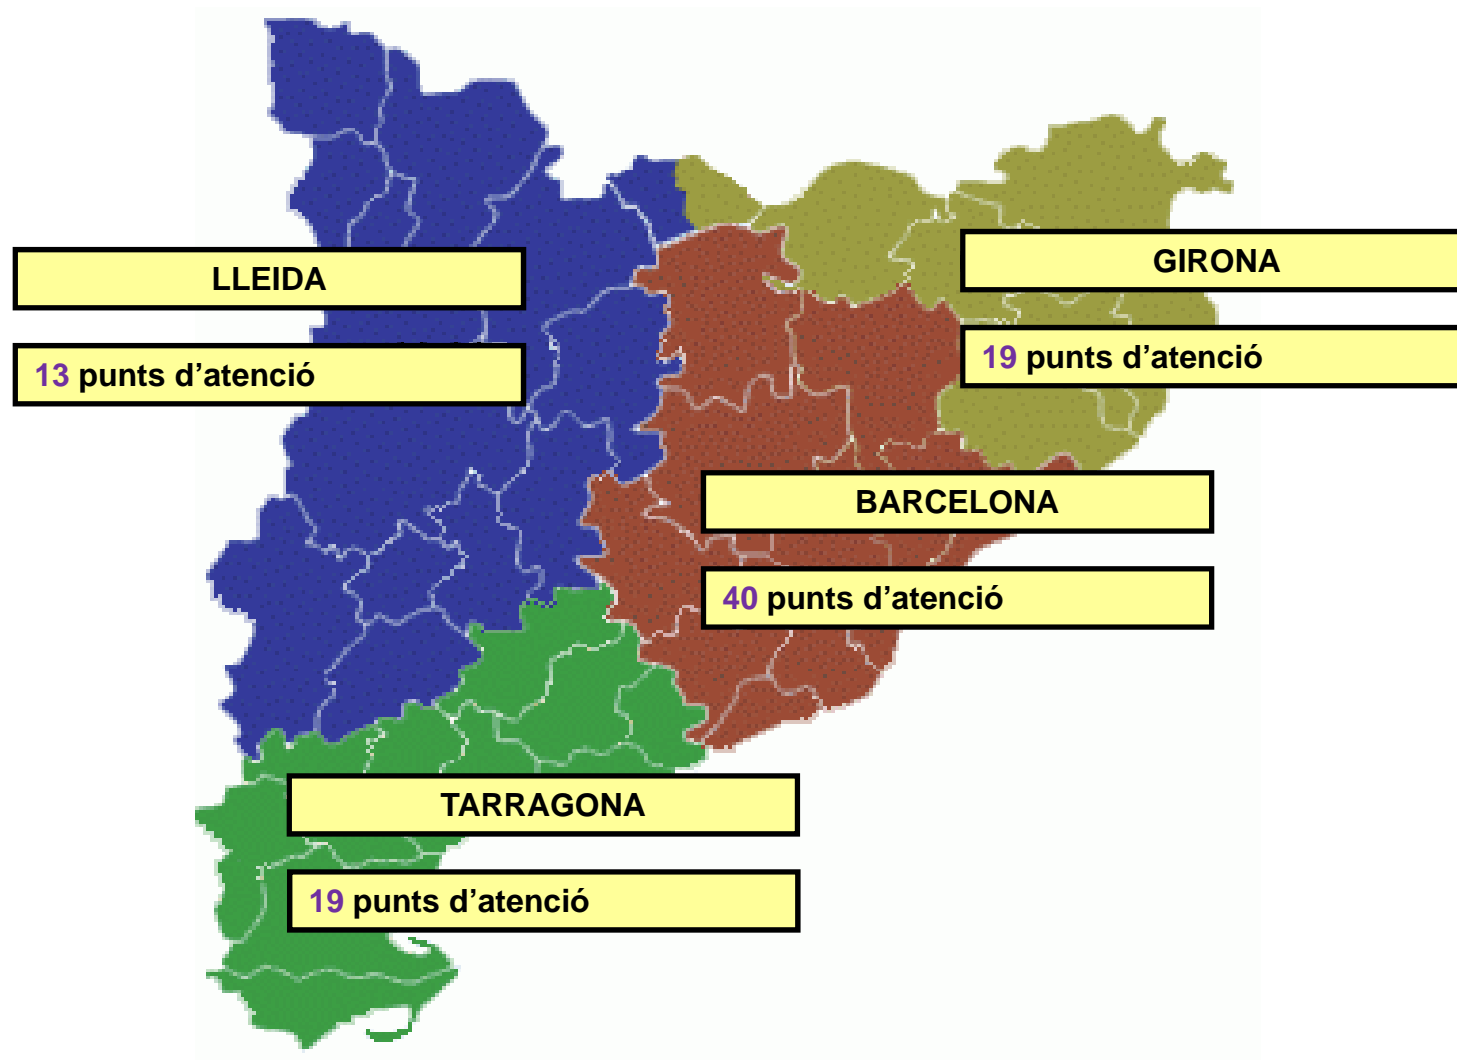 LLEIDA
13 punts d’atenció
GIRONA
19 punts d’atenció
BARCELONA
40 punts d’atenció
TARRAGONA
19 punts d’atenció